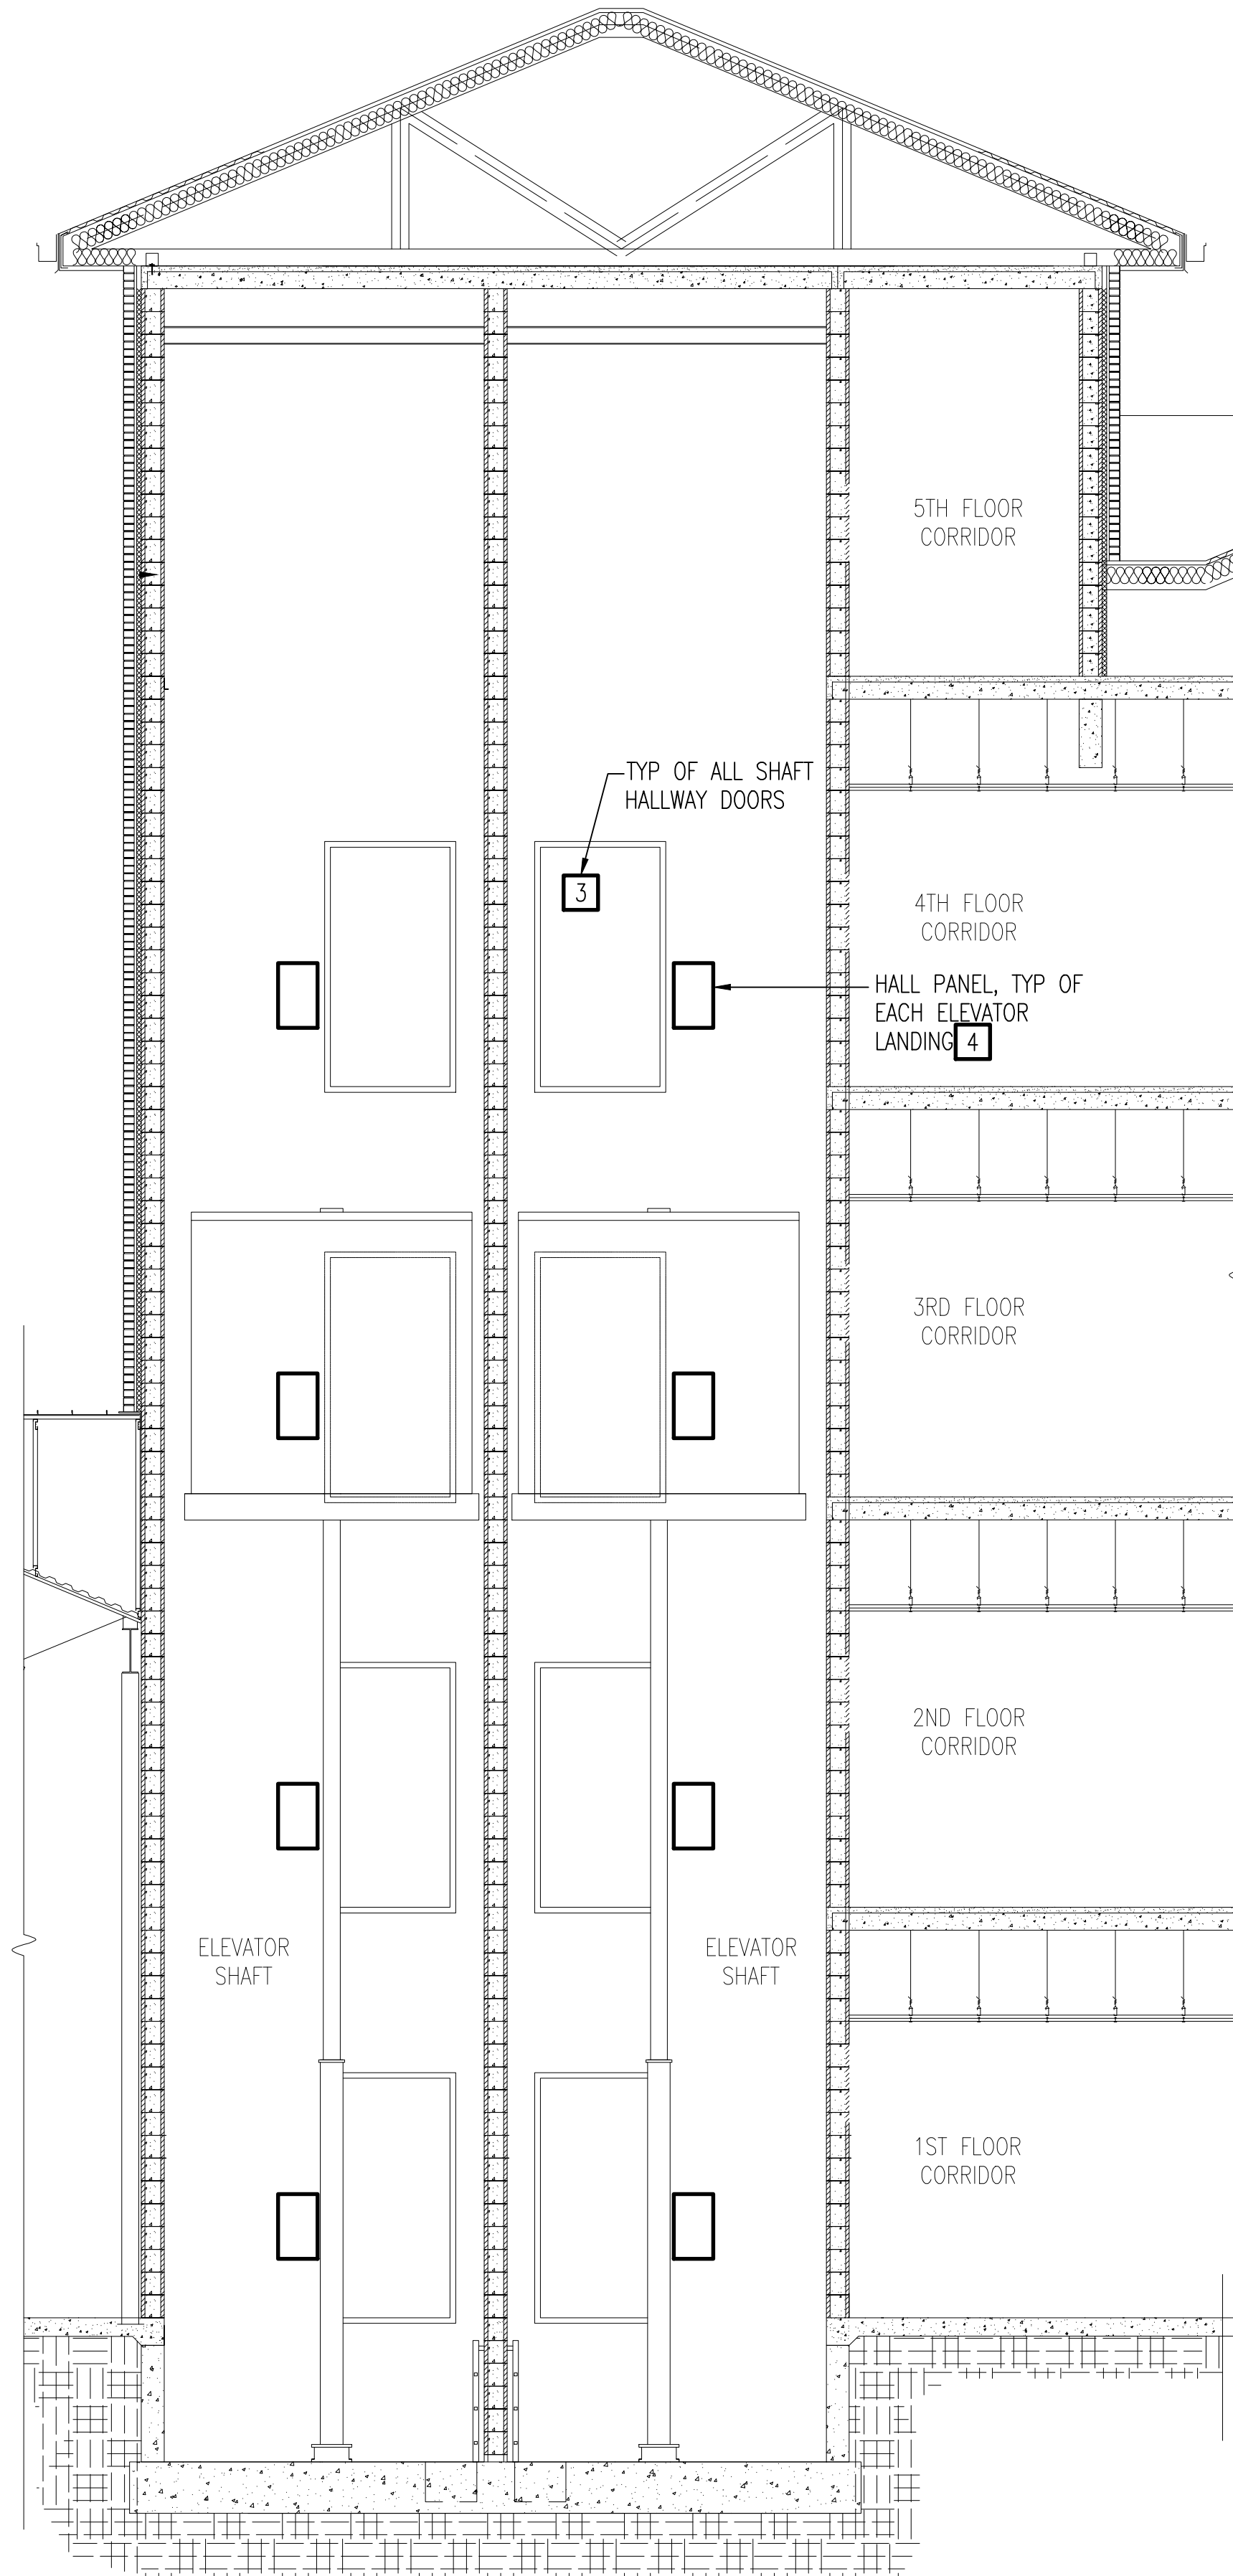 5TH FLOOR
CORRIDOR
TYP OF ALL SHAFT
HALLWAY DOORS
3
4TH FLOOR
CORRIDOR
HALL PANEL, TYP OF
EACH ELEVATOR
LANDING 4
3RD FLOOR
CORRIDOR
2ND FLOOR
CORRIDOR
ELEVATOR
SHAFT
ELEVATOR
SHAFT
1ST FLOOR
CORRIDOR